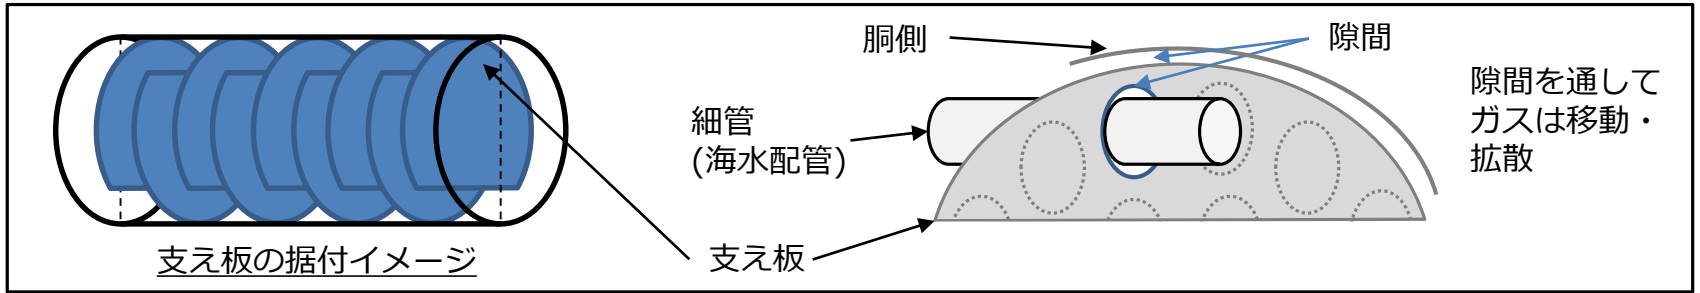 支え板の据付イメージ
胴側
隙間
細管
(海水配管)
支え板
隙間を通して
ガスは移動・
拡散